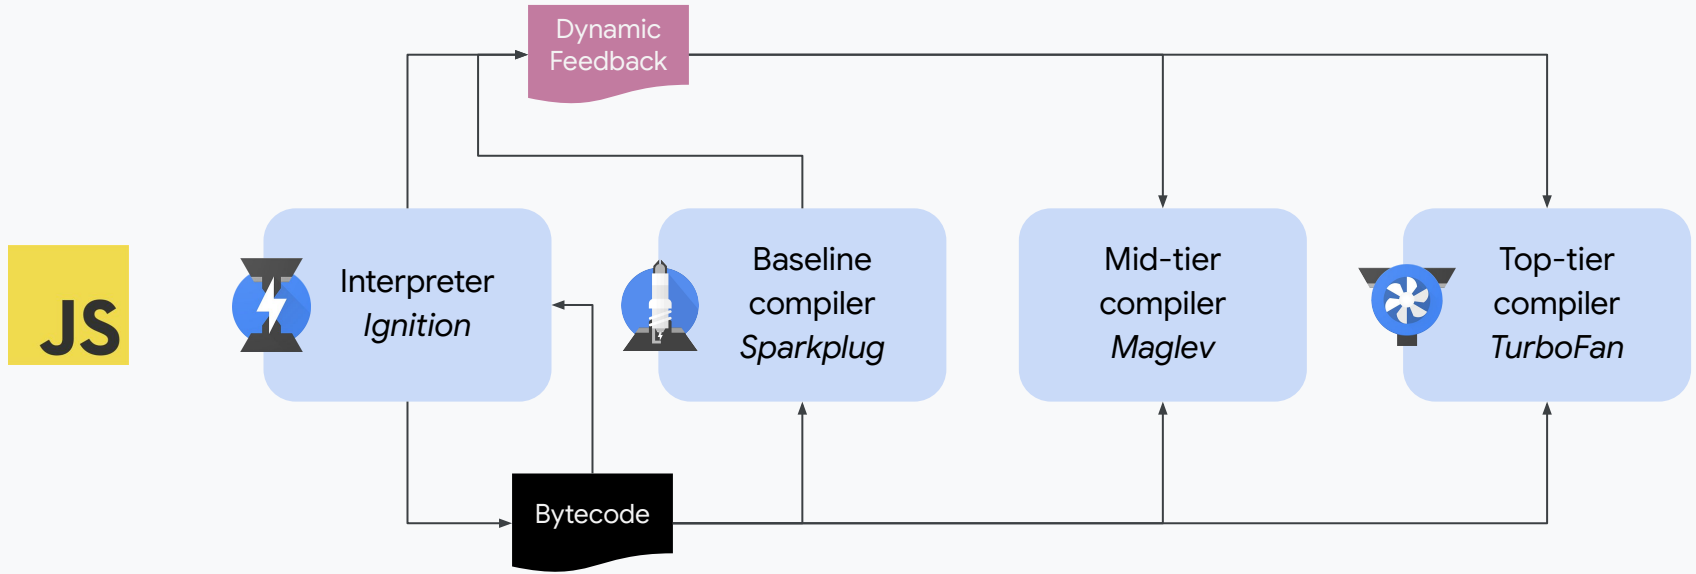 Dynamic
Feedback
JS
Interpreter
Ignition
Baseline
compiler
Sparkplug
Mid-tier
compiler
Maglev
Top-tier
compiler
TurboFan
Bytecode